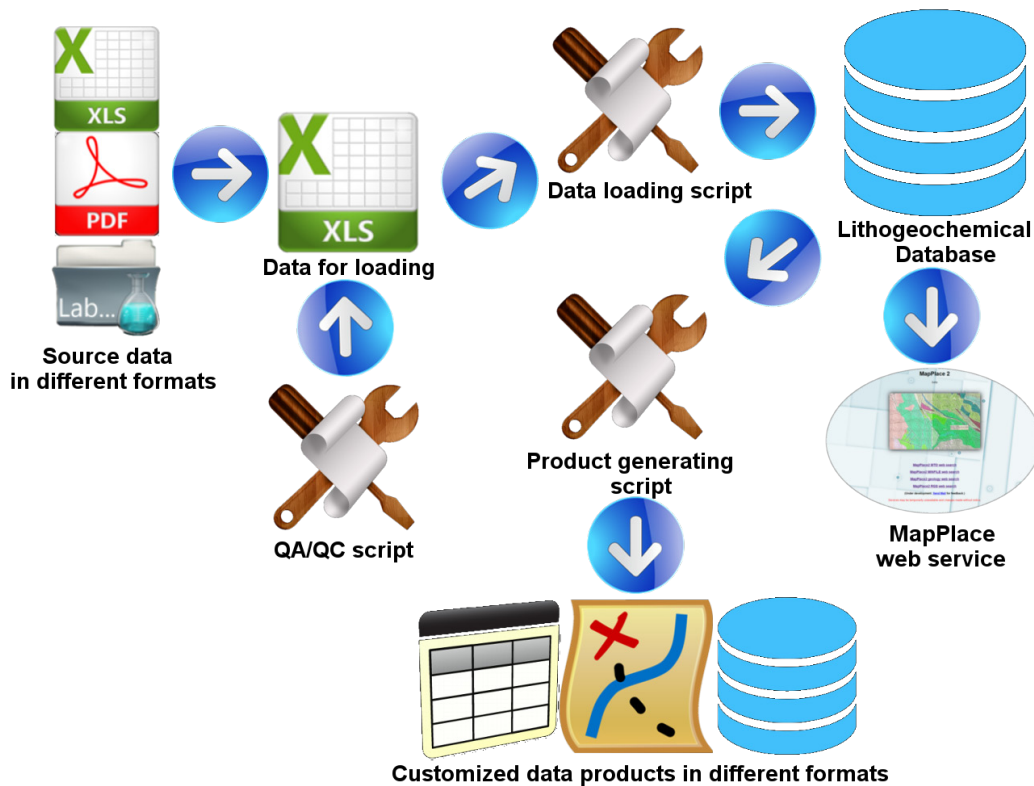 XLS
PDF
Lab...
Source data
in different formats
XLS
Data for loading
QA/QC script
Data loading script
Lithogeochemical
Database
Product generating
script
MapPlace 2
MapPlace
web service
Customized data products in different formats